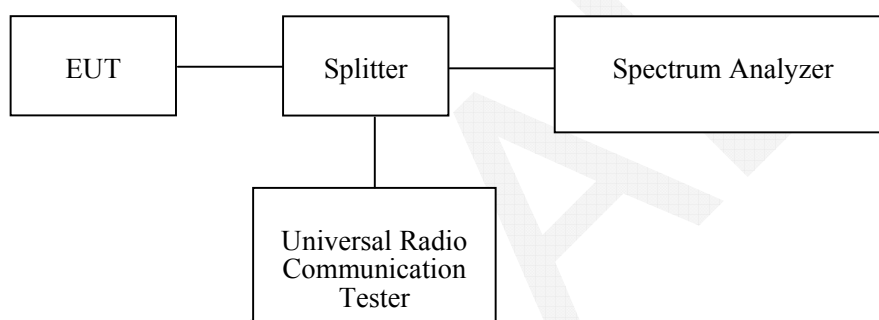 EUT
Splitter
Spectrum Analyzer
Universal Radio
Communication
Tester